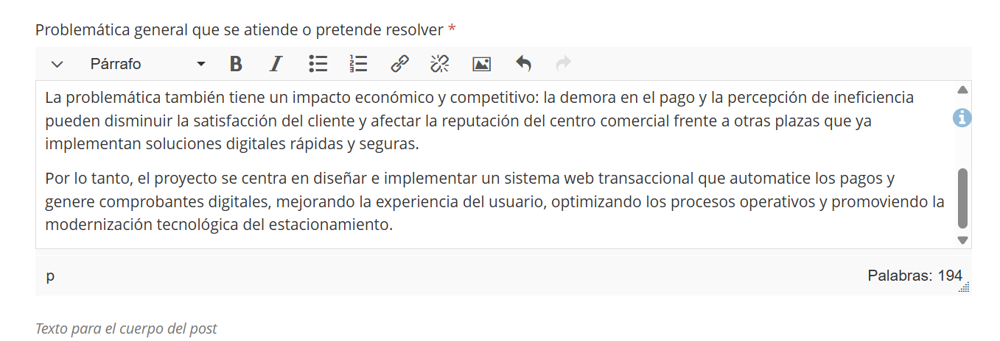 Problemática general que se atiende o pretende resolver *
Párrafo
La problemática también tiene un impacto económico y competitivo: la demora en el pago y la percepción de ineficiencia
pueden disminuir la satisfacción del cliente y afectar la reputación del centro comercial frente a otras plazas que ya
implementan soluciones digitales rápidas y seguras.
Por lo tanto, el proyecto se centra en diseñar e implementar un sistema web transaccional que automatice los pagos y
genere comprobantes digitales, mejorando la experiencia del usuario, optimizando los procesos operativos y promoviendo la
modernización tecnológica del estacionamiento.
p
Palabras: 194
Texto para el cuerpo del post